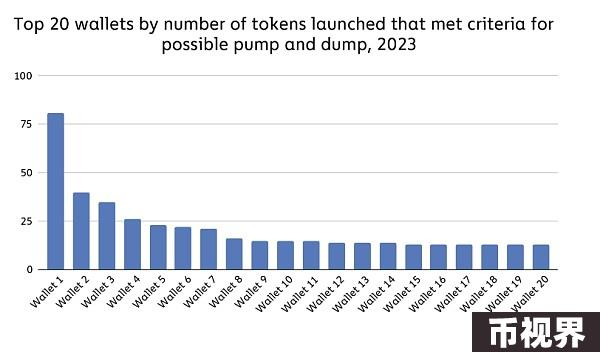 Top 20 wallets by number of tokens launched that met criteria for
possible pump and dump, 2023
100
75
50
25
0
Wallet 1
Wallet 2
Wallet 3
Wallet 4
Wallet 5
Wallet 6
Wallet 7
Wallet 8
Wallet 9
Wallet 10
Wallet 11
Wallet 12
Wallet 13
Wallet 14
Wallet 15
Wallet 16
Wallet 17
Wallet 18
Wallet 19
Wallet 20
币视界